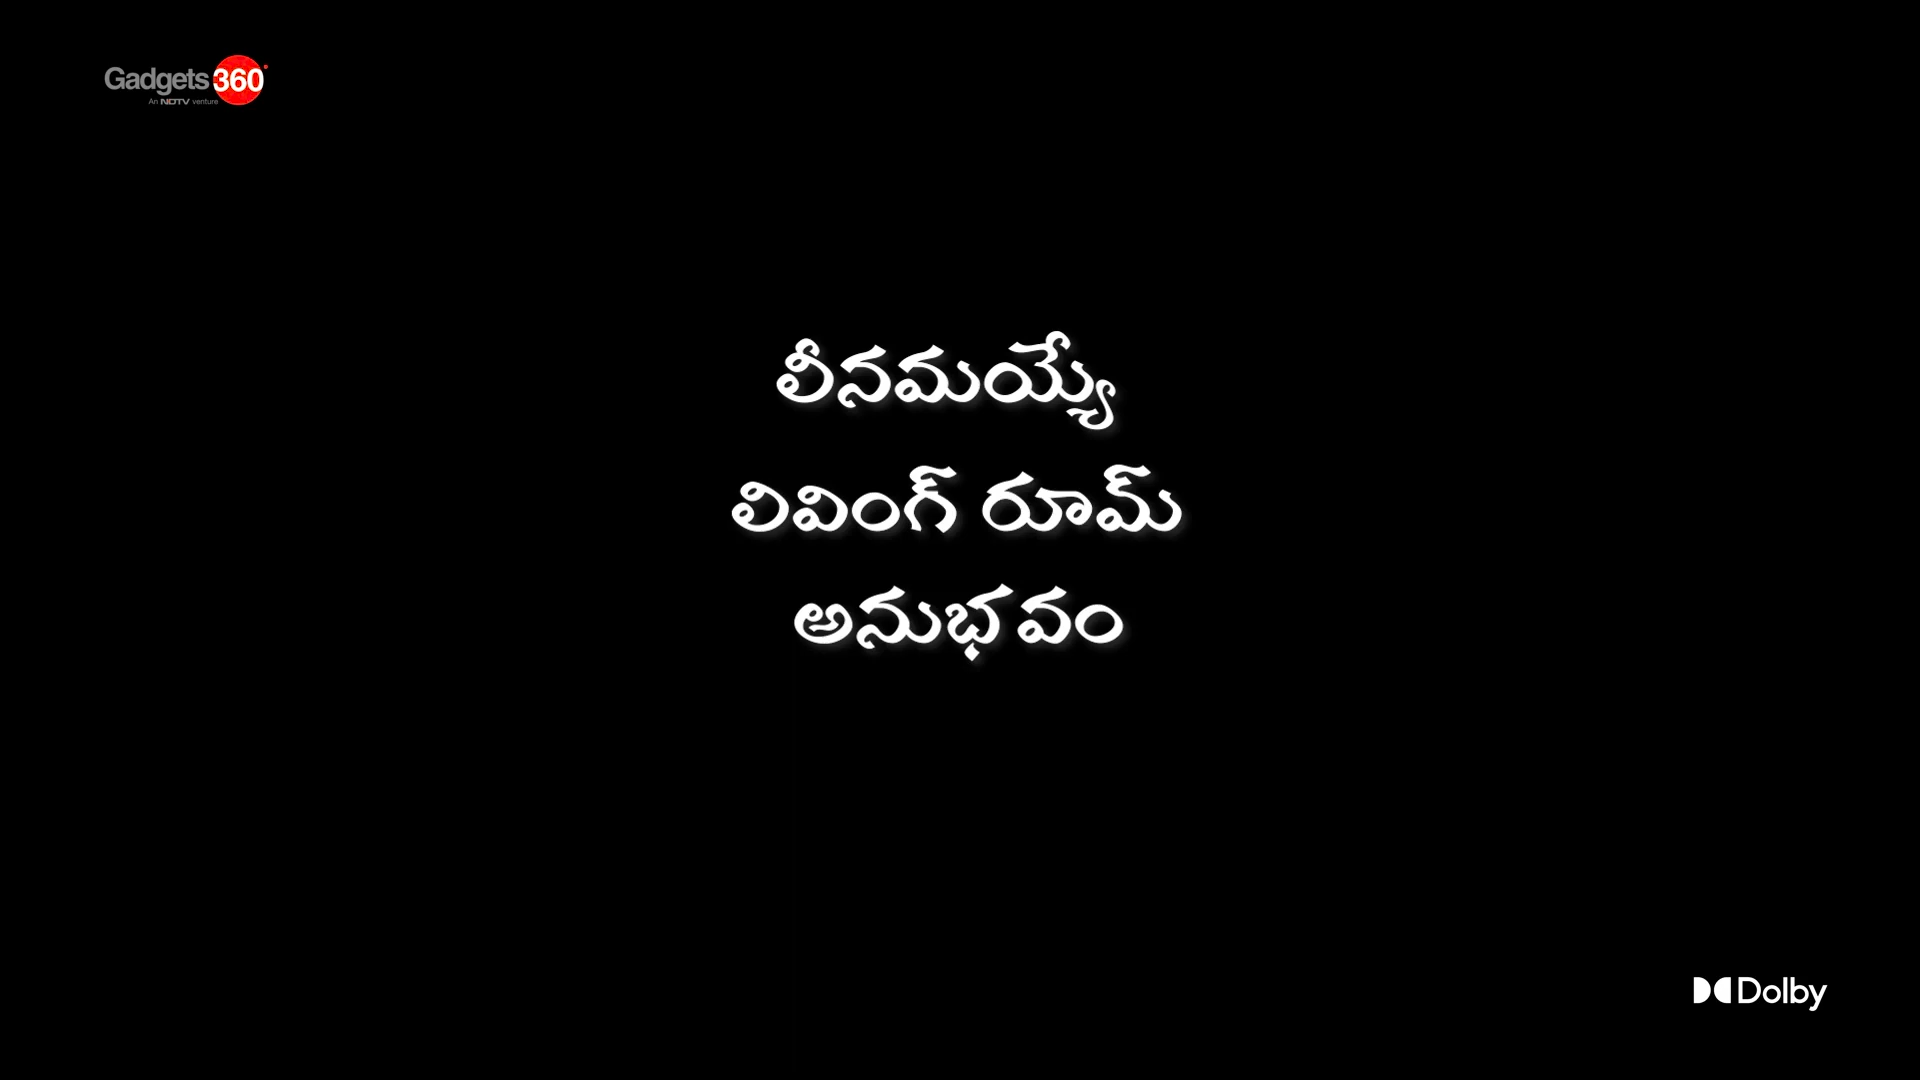 Gadgets 360
An NDTV venture
లీనమయ్యే
లివింగ్ రూమ్
అనుభవం
Dolby